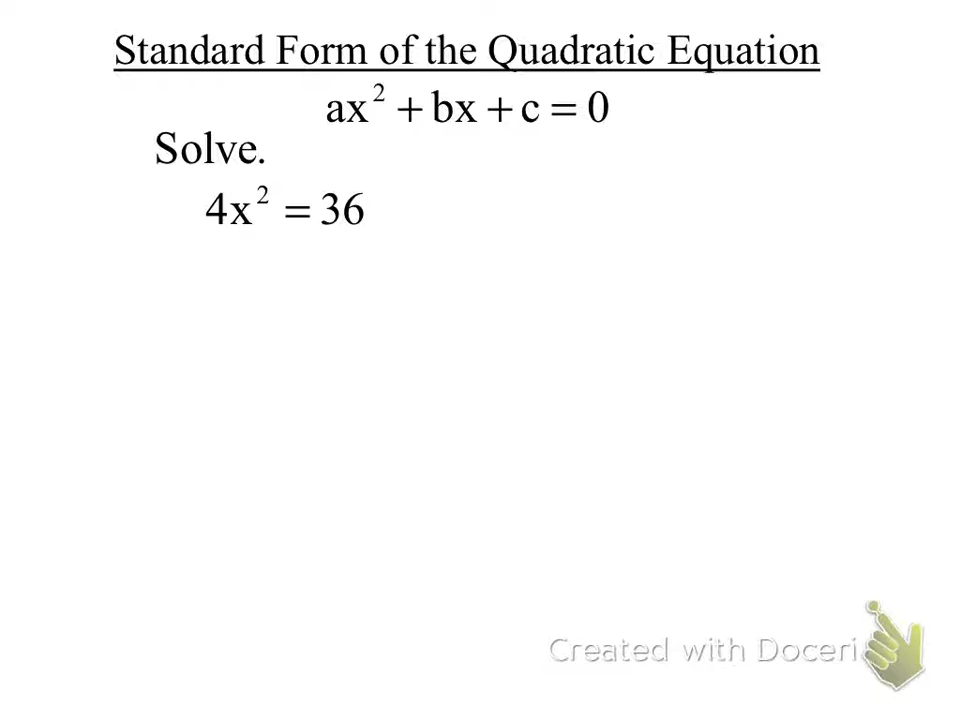 Standard Form of the Quadratic Equation
ax² + bx + c = 0
Solve.
4x² = 36
Created with Doceri